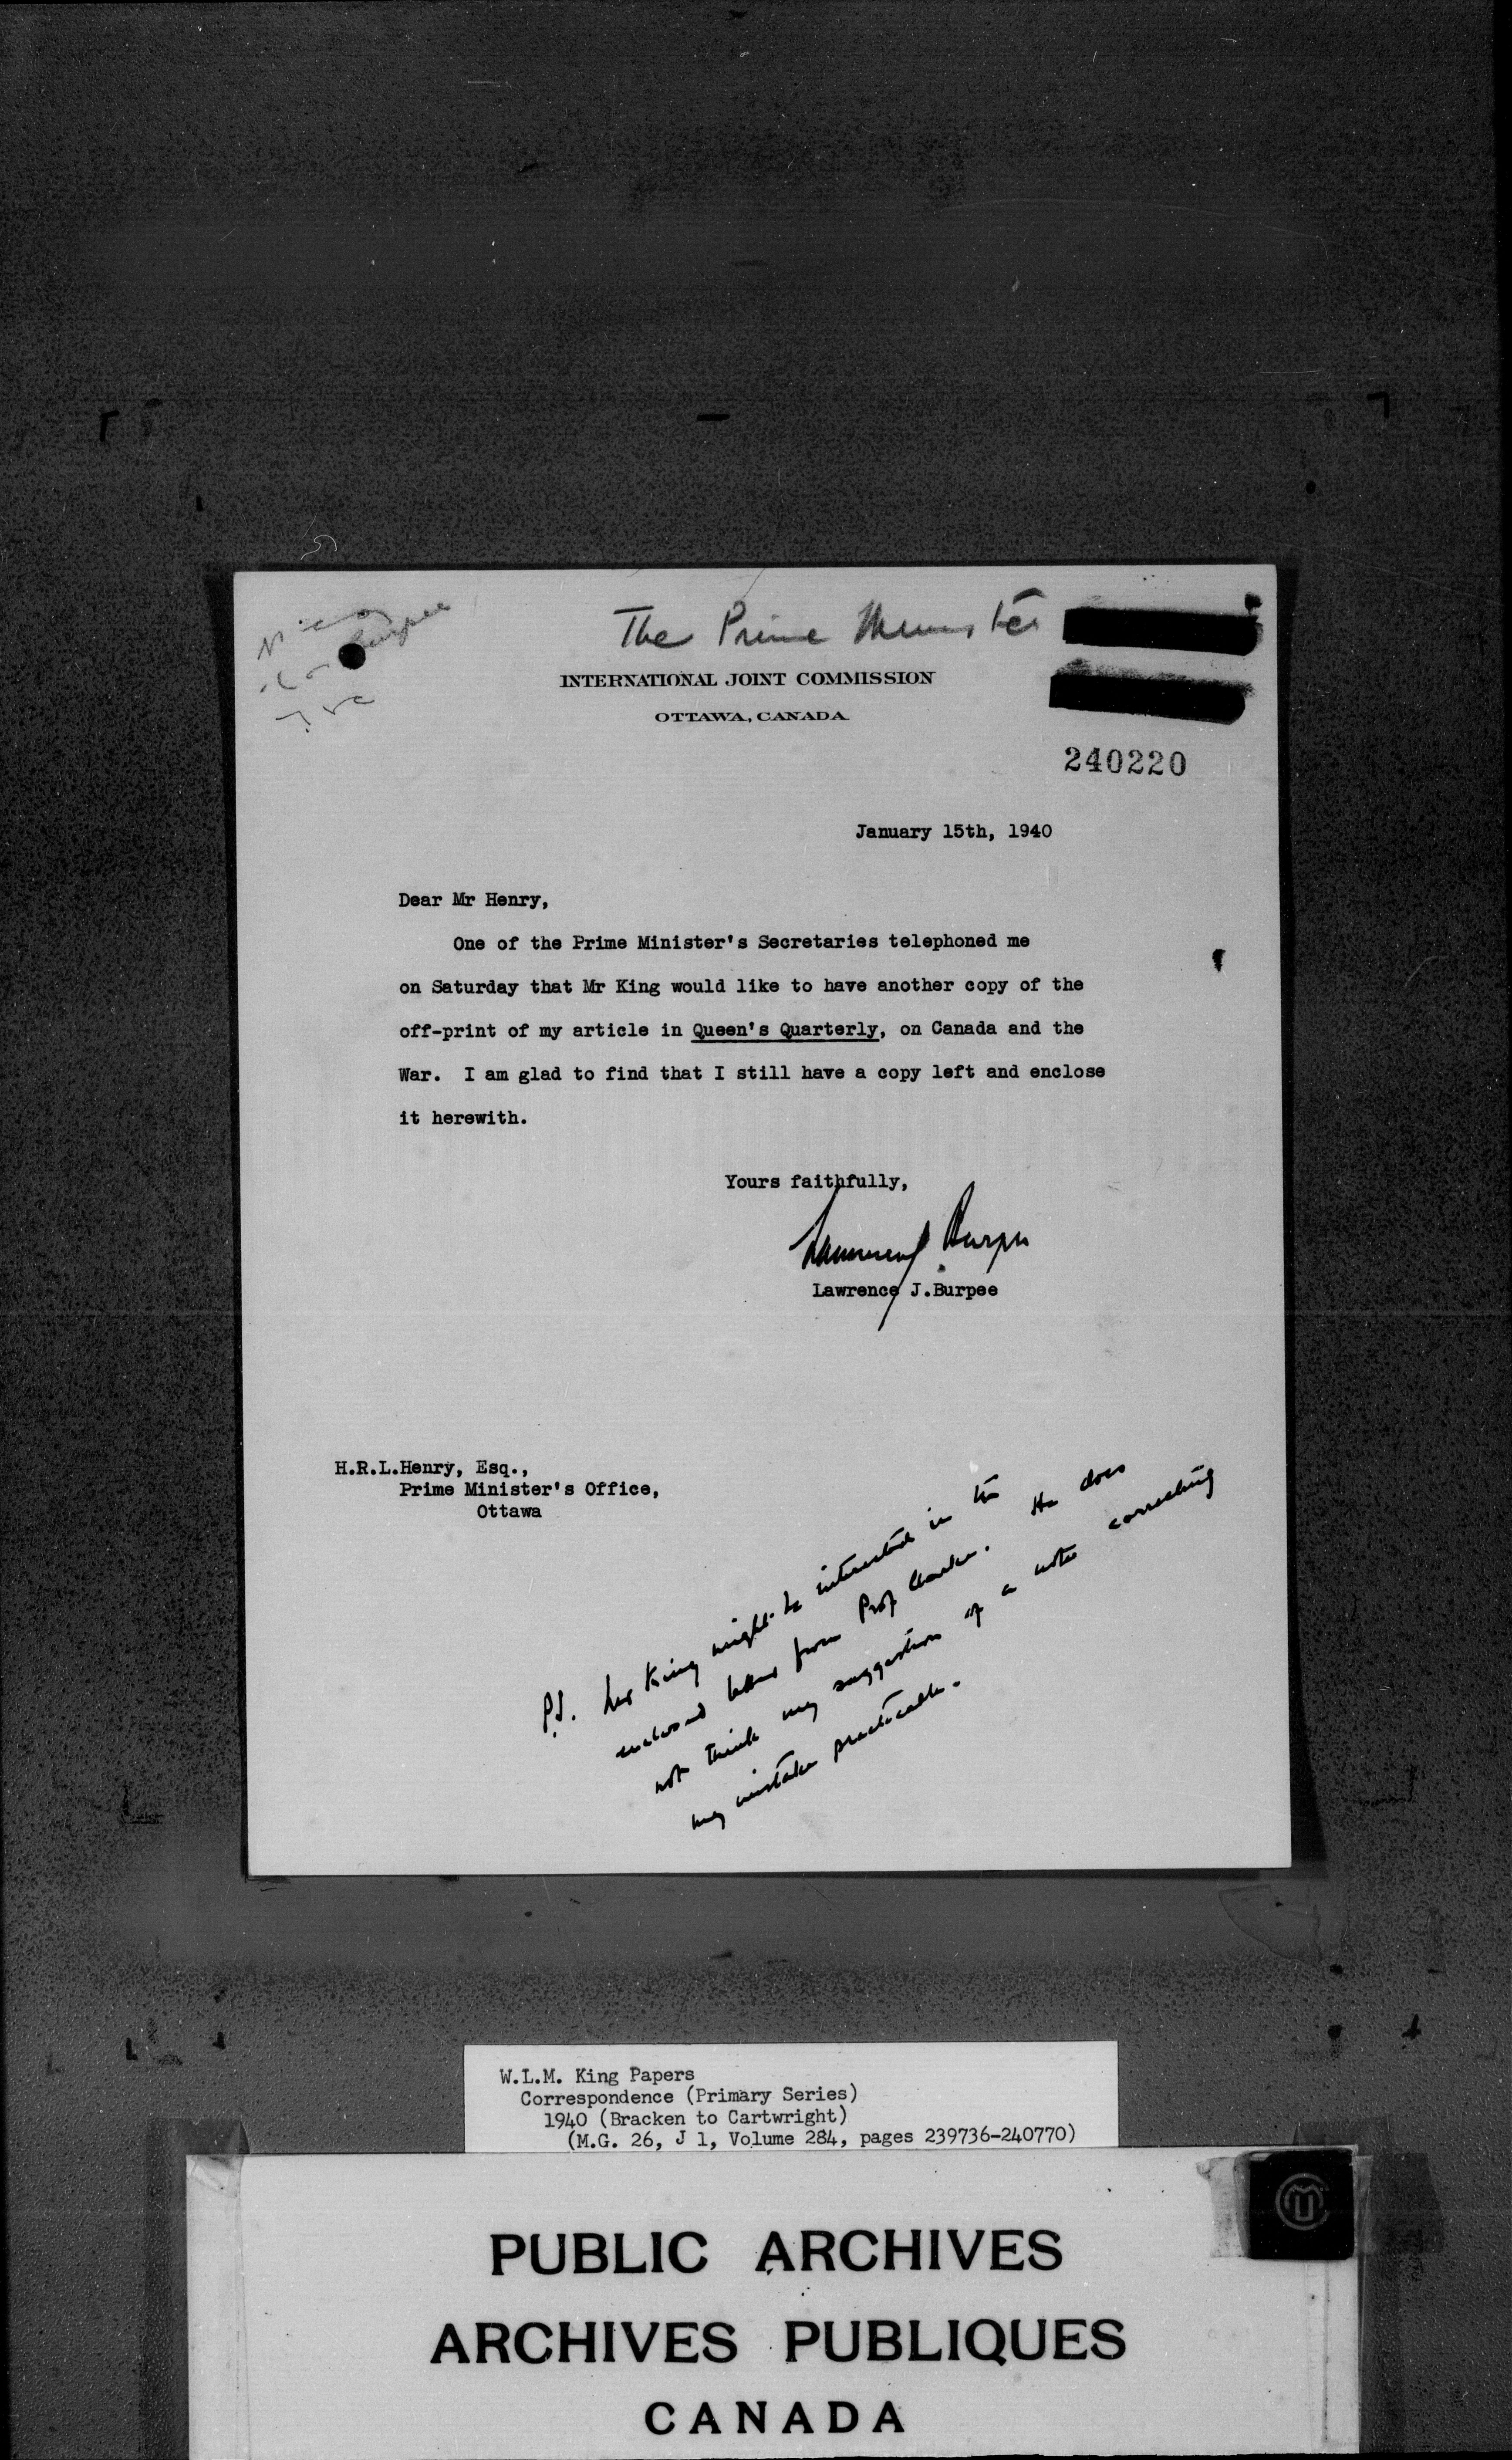 The Prime Minister
Burpee
INTERNATIONAL JOINT COMMISSION
OTTAWA, CANADA
240220
January 15th, 1940
Dear Mr Henry,
One of the Prime Minister's Secretaries telephoned me
on Saturday that Mr King would like to have another copy of the
off-print of my article in Queen's Quarterly, on Canada and the
War. I am glad to find that I still have a copy left and enclose
it herewith.
Yours faithfully,
Lawrence J Burpee
Lawrence J.Burpee
H.R.L.Henry, Esq.,
Prime Minister's Office,
Ottawa
P.S. Mr King might be interested in the
enclosed letter from Prof Clarke. He does
not think my suggestion of a note correcting
my mistake practicable.
W.L.M. King Papers
Correspondence (Primary Series)
1940 (Bracken to Cartwright)
(M.G. 26, J 1, Volume 284, pages 239736-240770)
PUBLIC ARCHIVES
ARCHIVES PUBLIQUES
CANADA